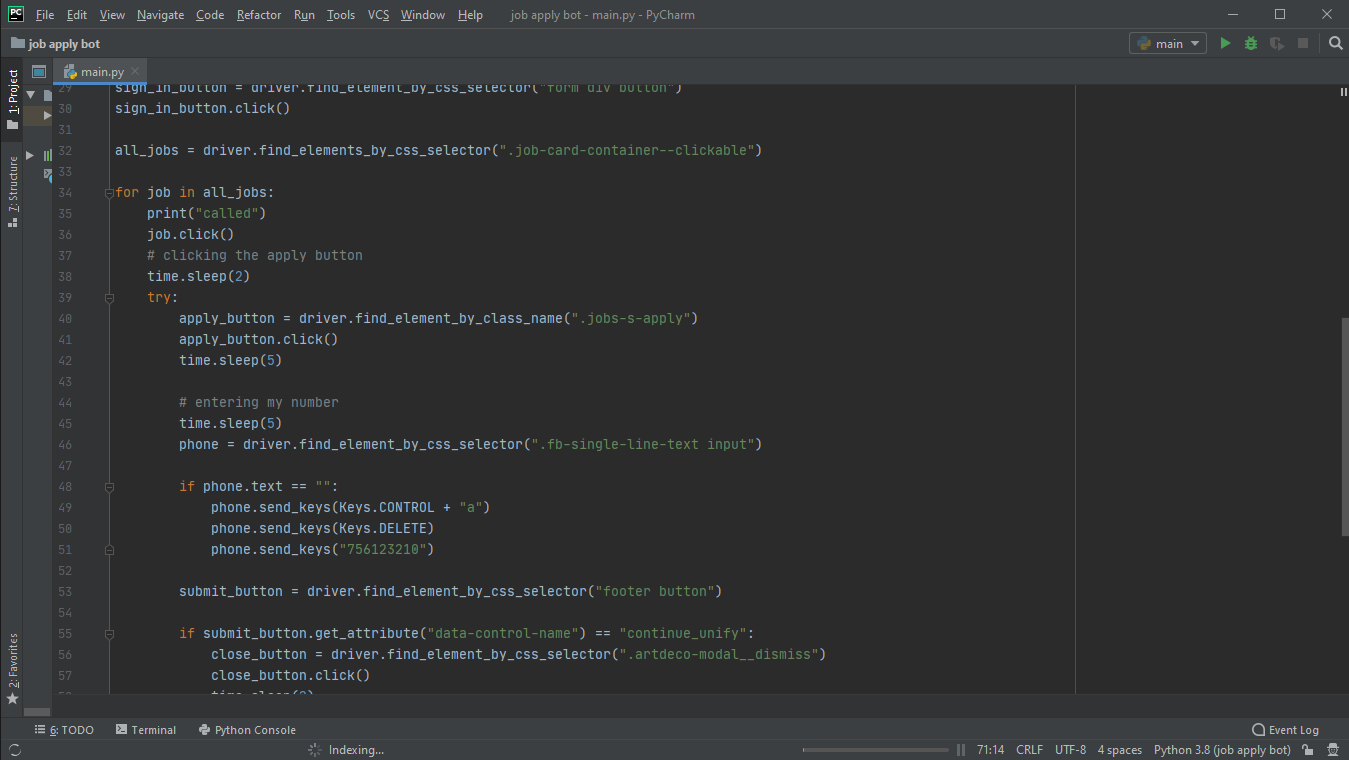 PC File Edit View Navigate Code Refactor Run Tools VCS Window Help job apply bot - main.py - PyCharm
job apply bot main
main.py
1: Project
7: Structure
2: Favorites
29 sign_in_button = driver.find_element_by_css_selector("form div button")
30 sign_in_button.click()
31
32 all_jobs = driver.find_elements_by_css_selector(".job-card-container--clickable")
33
34 for job in all_jobs:
35 print("called")
36 job.click()
37 # clicking the apply button
38 time.sleep(2)
39 try:
40 apply_button = driver.find_element_by_class_name(".jobs-s-apply")
41 apply_button.click()
42 time.sleep(5)
43
44 # entering my number
45 time.sleep(5)
46 phone = driver.find_element_by_css_selector(".fb-single-line-text input")
47
48 if phone.text == "":
49 phone.send_keys(Keys.CONTROL + "a")
50 phone.send_keys(Keys.DELETE)
51 phone.send_keys("756123210")
52
53 submit_button = driver.find_element_by_css_selector("footer button")
54
55 if submit_button.get_attribute("data-control-name") == "continue_unify":
56 close_button = driver.find_element_by_css_selector(".artdeco-modal__dismiss")
57 close_button.click()
58 time.sleep(2)
6: TODO Terminal Python Console Event Log
Indexing... 71:14 CRLF UTF-8 4 spaces Python 3.8 (job apply bot)